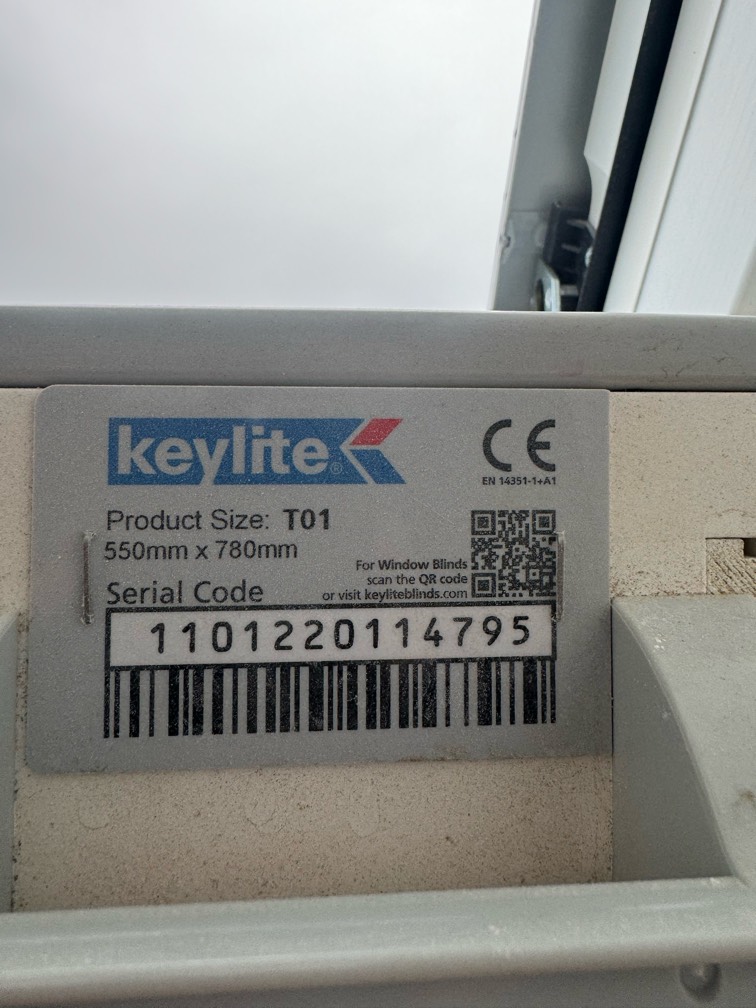 keylite®
CE
EN 14351-1+A1
Product Size: T01
550mm x 780mm
For Window Blinds
scan the QR code
or visit keyliteblinds.com
Serial Code
1101220114795